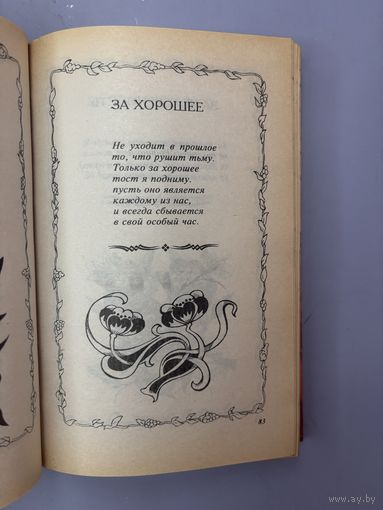 ЗА ХОРОШЕЕ
Не уходит в прошлое
то, что рушит тьму.
Только за хорошее
тост я подниму.
пусть оно является
каждому из нас,
и всегда сбывается
в свой особый час.
83
www.ay.by